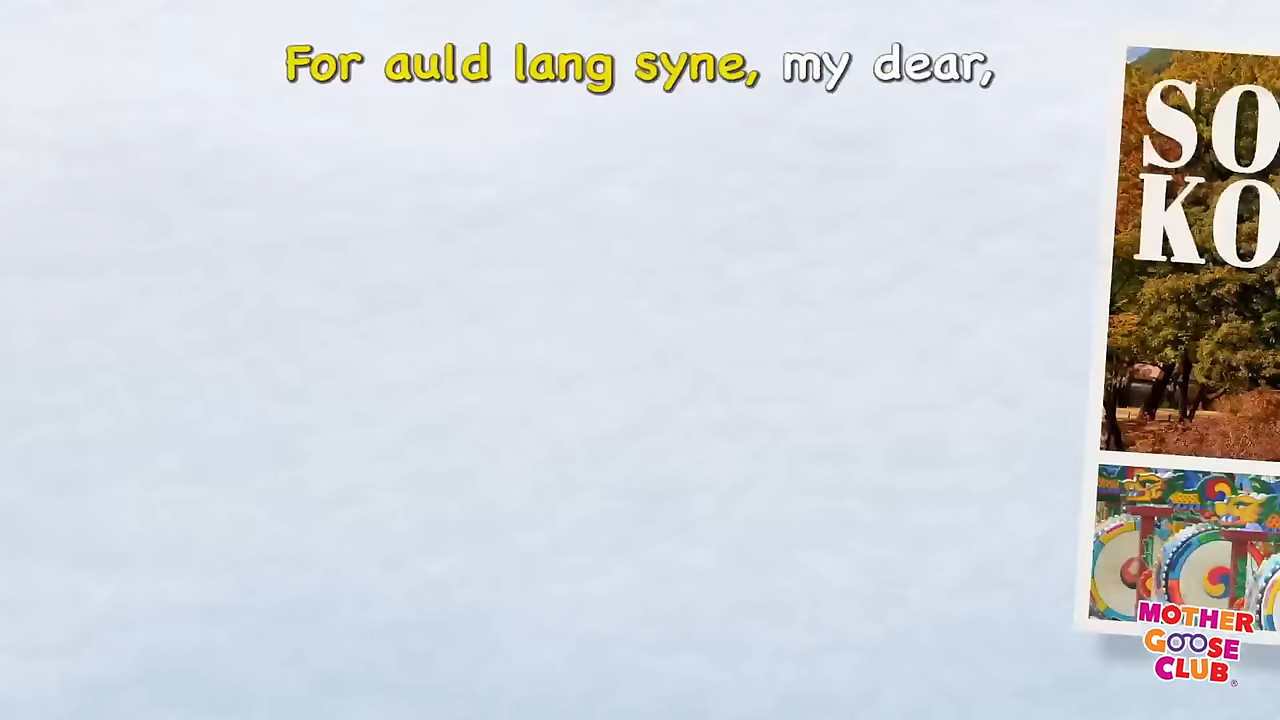 For auld lang syne, my dear,
SO
KO
MOTHER
GOOSE
CLUB